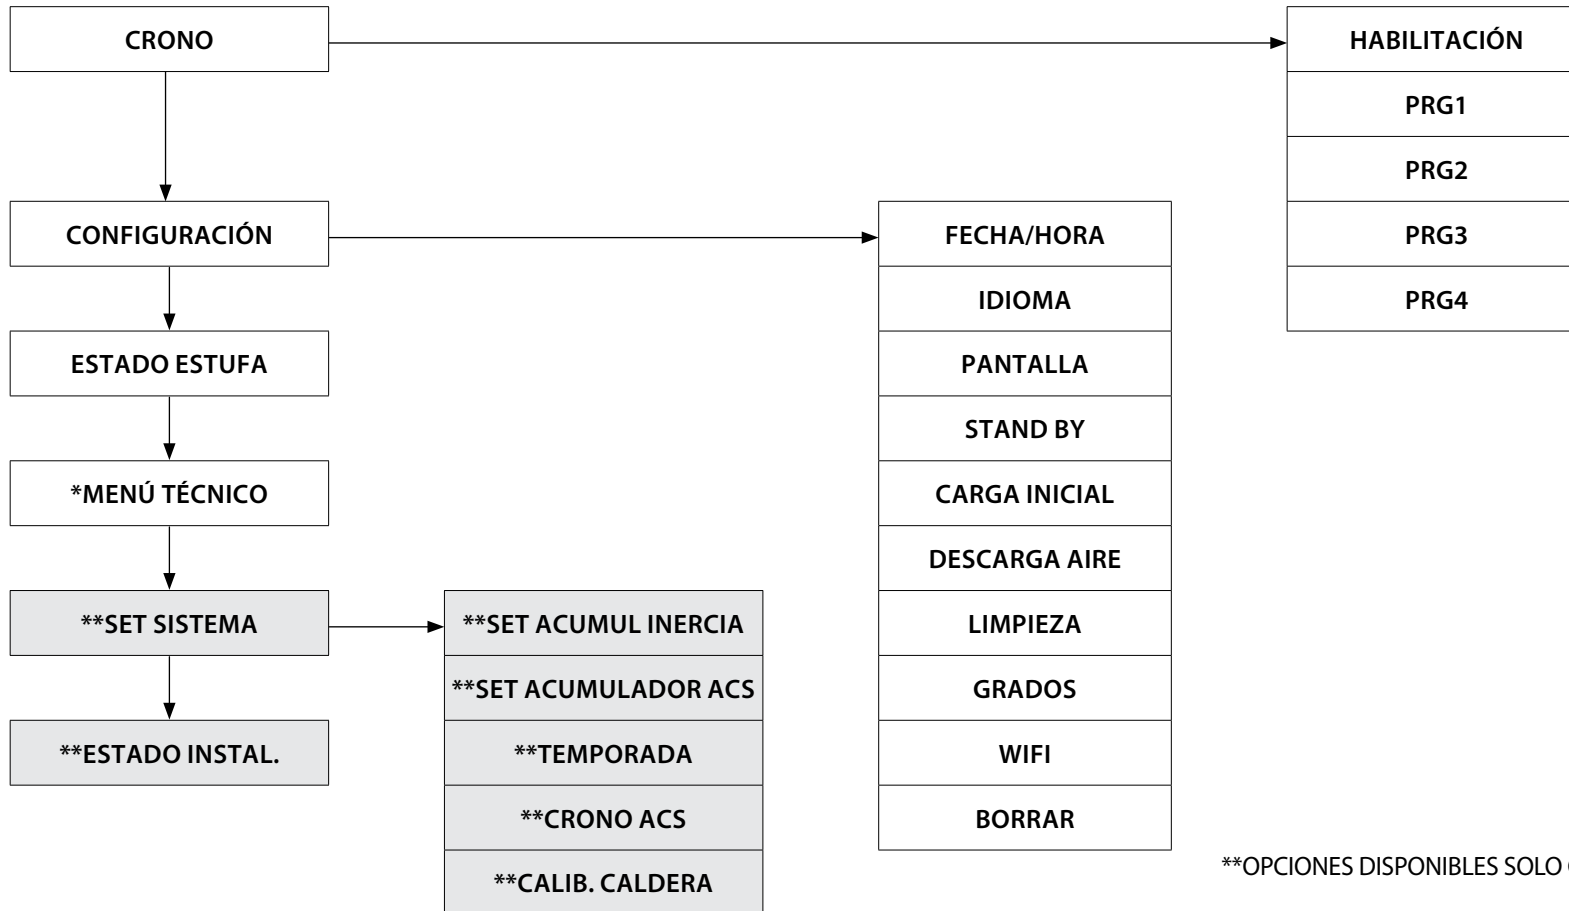 CRONO
HABILITACIÓN
PRG1
PRG2
PRG3
PRG4
CONFIGURACIÓN
FECHA/HORA
IDIOMA
PANTALLA
STAND BY
CARGA INICIAL
DESCARGA AIRE
LIMPIEZA
GRADOS
WIFI
BORRAR
ESTADO ESTUFA
*MENÚ TÉCNICO
**SET SISTEMA
**SET ACUMUL INERCIA
**SET ACUMULADOR ACS
**TEMPORADA
**CRONO ACS
**CALIB. CALDERA
**ESTADO INSTAL.
**OPCIONES DISPONIBLES SOLO